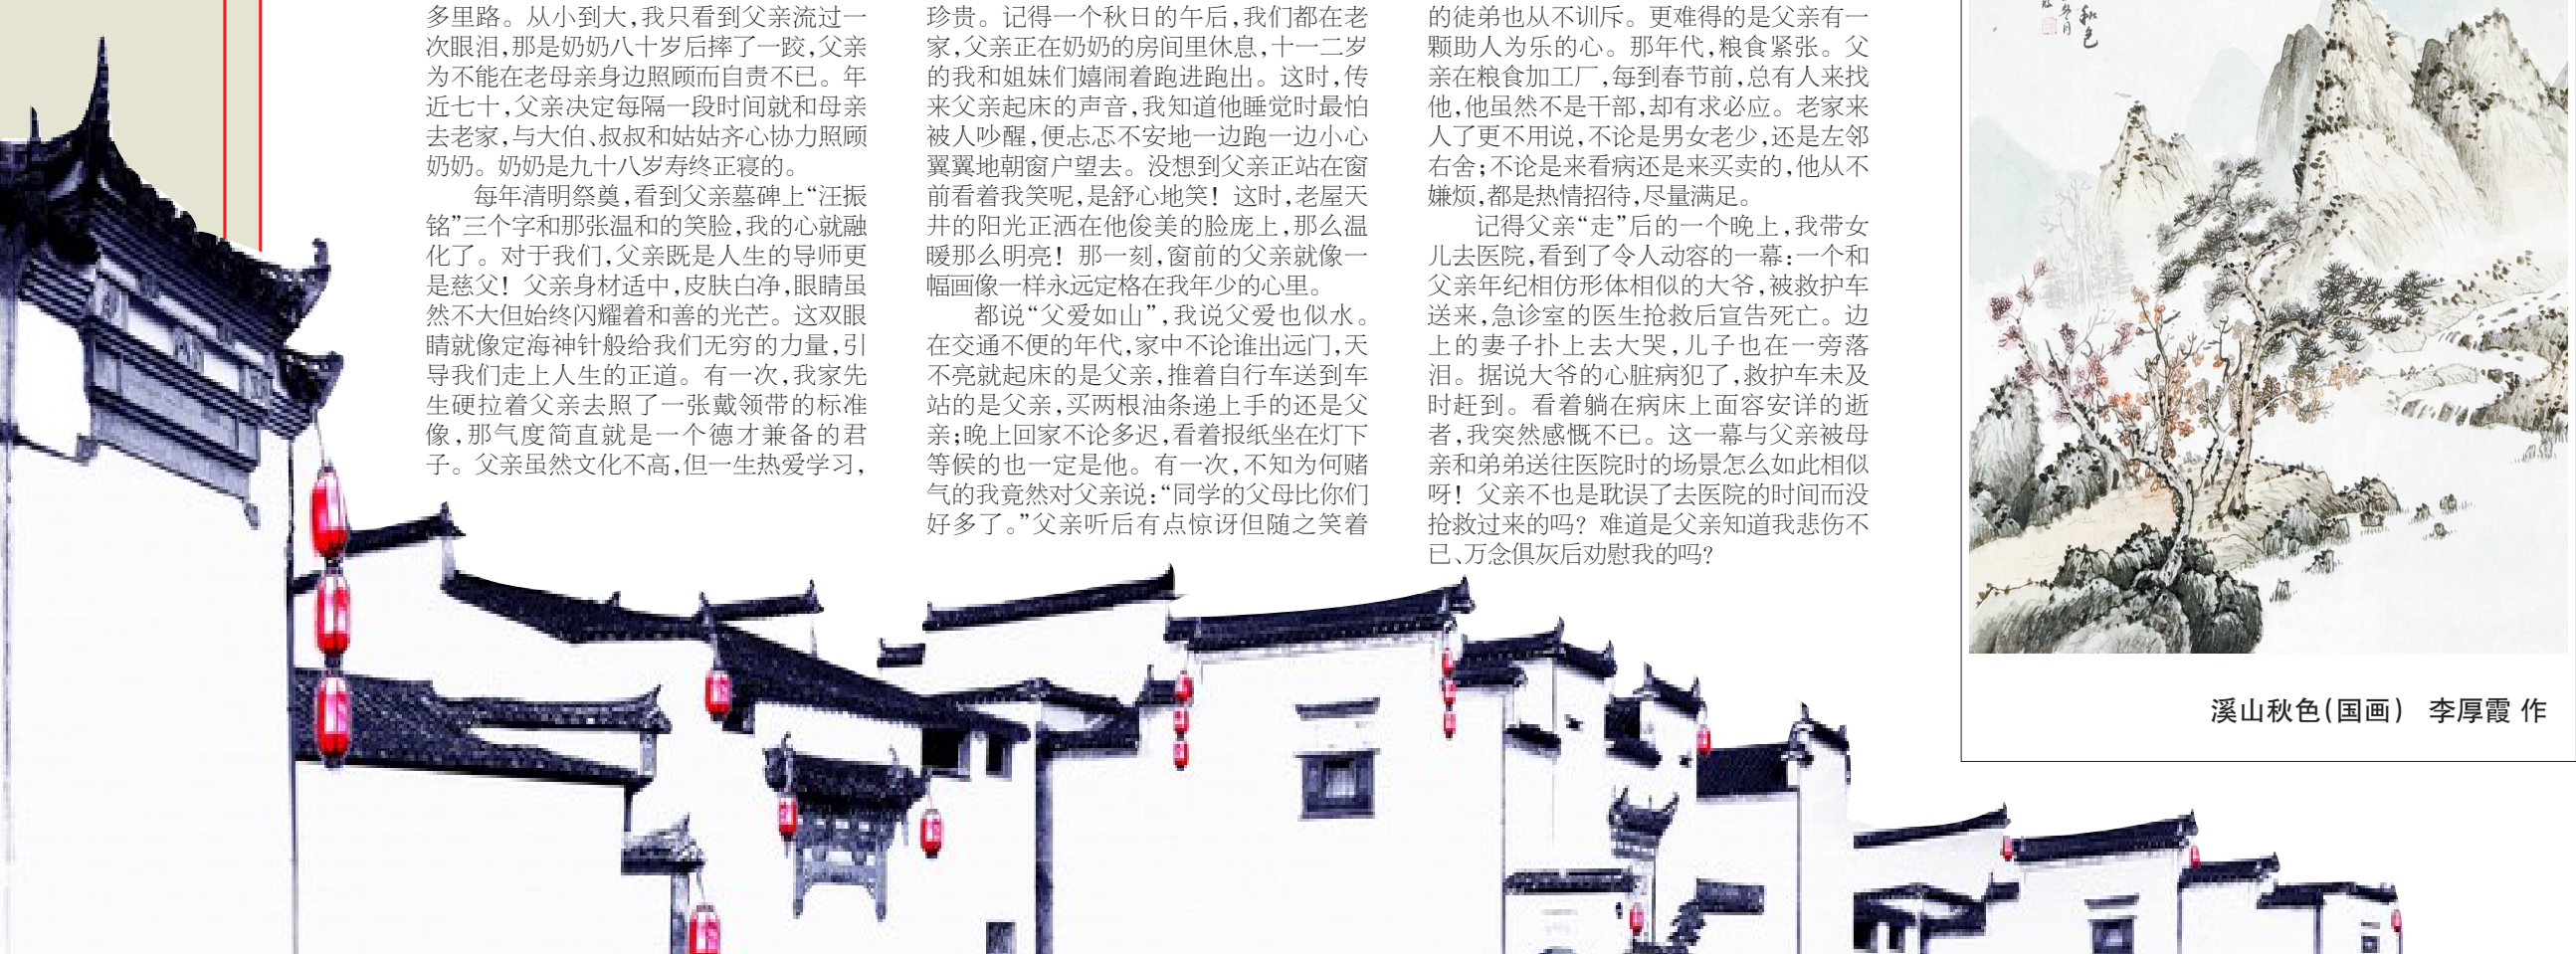 多里路。从小到大,我只看到父亲流过一
次眼泪,那是奶奶八十岁后摔了一跤,父亲
为不能在老母亲身边照顾而自责不已。年
近七十,父亲决定每隔一段时间就和母亲
去老家,与大伯、叔叔和姑姑齐心协力照顾
奶奶。奶奶是九十八岁寿终正寝的。
每年清明祭奠,看到父亲墓碑上“汪振
铭”三个字和那张温和的笑脸,我的心就融
化了。对于我们,父亲既是人生的导师更
是慈父！父亲身材适中,皮肤白净,眼睛虽
然不大但始终闪耀着和善的光芒。这双眼
睛就像定海神针般给我们无穷的力量,引
导我们走上人生的正道。有一次,我家先
生硬拉着父亲去照了一张戴领带的标准
像,那气度简直就是一个德才兼备的君
子。父亲虽然文化不高,但一生热爱学习,
珍贵。记得一个秋日的午后,我们都在老
家,父亲正在奶奶的房间里休息,十一二岁
的我和姐妹们嬉闹着跑进跑出。这时,传
来父亲起床的声音,我知道他睡觉时最怕
被人吵醒,便忐忑不安地一边跑一边小心
翼翼地朝窗户望去。没想到父亲正站在窗
前看着我笑呢,是舒心地笑！这时,老屋天
井的阳光正洒在他俊美的脸庞上,那么温
暖那么明亮！那一刻,窗前的父亲就像一
幅画像一样永远定格在我年少的心里。
都说“父爱如山”,我说父爱也似水。
在交通不便的年代,家中不论谁出远门,天
不亮就起床的是父亲,推着自行车送到车
站的是父亲,买两根油条递上手的还是父
亲;晚上回家不论多迟,看着报纸坐在灯下
等候的也一定是他。有一次,不知为何赌
气的我竟然对父亲说:“同学的父母比你们
好多了。”父亲听后有点惊讶但随之笑着
的徒弟也从不训斥。更难得的是父亲有一
颗助人为乐的心。那年代,粮食紧张。父
亲在粮食加工厂,每到春节前,总有人来找
他,他虽然不是干部,却有求必应。老家来
人了更不用说,不论是男女老少,还是左邻
右舍;不论是来看病还是来买卖的,他从不
嫌烦,都是热情招待,尽量满足。
记得父亲“走”后的一个晚上,我带女
儿去医院,看到了令人动容的一幕:一个和
父亲年纪相仿形体相似的大爷,被救护车
送来,急诊室的医生抢救后宣告死亡。边
上的妻子扑上去大哭,儿子也在一旁落
泪。据说大爷的心脏病犯了,救护车未及
时赶到。看着躺在病床上面容安详的逝
者,我突然感慨不已。这一幕与父亲被母
亲和弟弟送往医院时的场景怎么如此相似
呀！父亲不也是耽误了去医院的时间而没
抢救过来的吗？难道是父亲知道我悲伤不
已、万念俱灰后劝慰我的吗？
溪山秋色(国画) 李厚霞 作